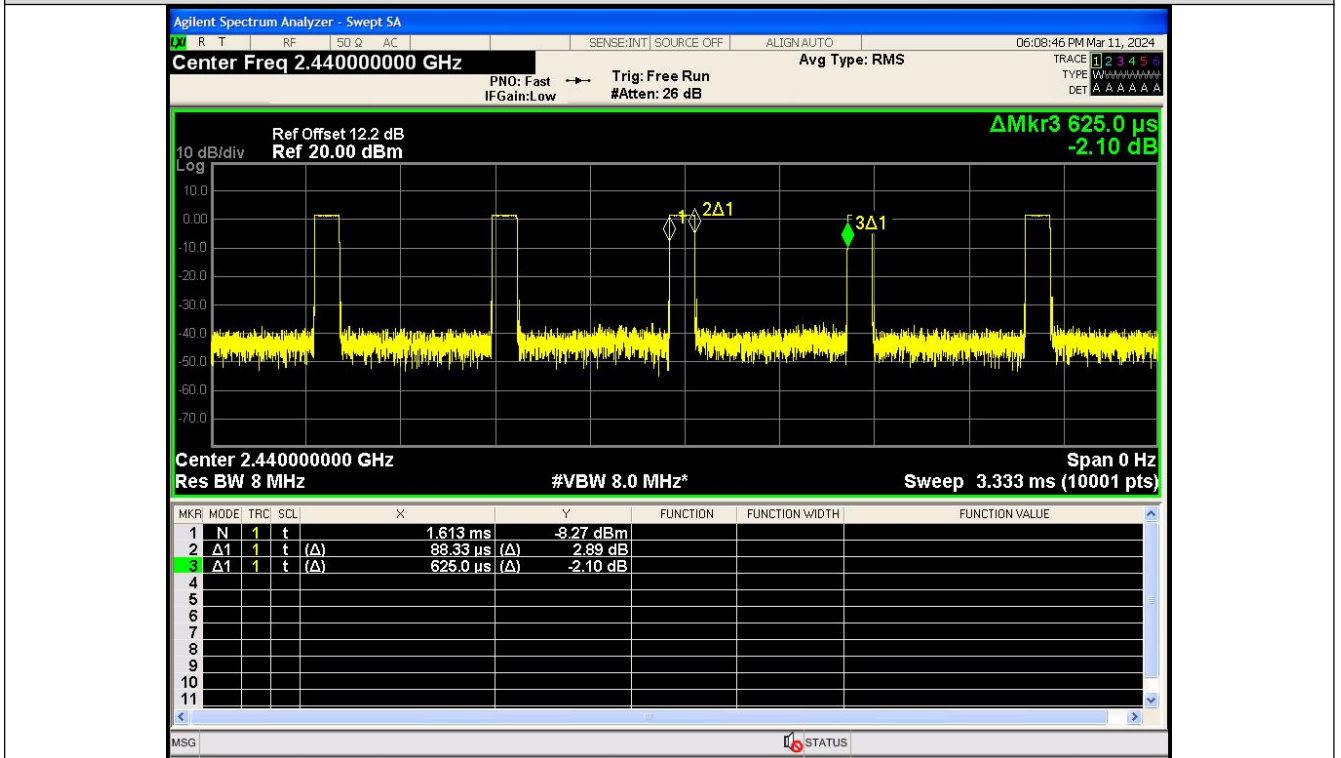 Agilent Spectrum Analyzer - Swept SA
LXI R T RF 50 Ω AC SENSE:INT SOURCE OFF ALIGNAUTO 06:08:46 PM Mar 11, 2024
Center Freq 2.440000000 GHz
PNO: Fast
IFGain:Low
Trig: Free Run
#Atten: 26 dB
Avg Type: RMS
TRACE 1 2 3 4 5 6
TYPE W
DET A A A A A A
ΔMkr3 625.0 µs
-2.10 dB
Ref Offset 12.2 dB
10 dB/div Ref 20.00 dBm
Log
10.0
0.00
-10.0
-20.0
-30.0
-40.0
-50.0
-60.0
-70.0
1
2Δ1
3Δ1
Center 2.440000000 GHz Span 0 Hz
Res BW 8 MHz #VBW 8.0 MHz* Sweep 3.333 ms (10001 pts)
MKR MODE TRC SCL X Y FUNCTION FUNCTION WIDTH FUNCTION VALUE
1 N 1 t 1.613 ms -8.27 dBm
2 Δ1 1 t (Δ) 88.33 µs (Δ) 2.89 dB
3 Δ1 1 t (Δ) 625.0 µs (Δ) -2.10 dB
4
5
6
7
8
9
10
11
MSG STATUS